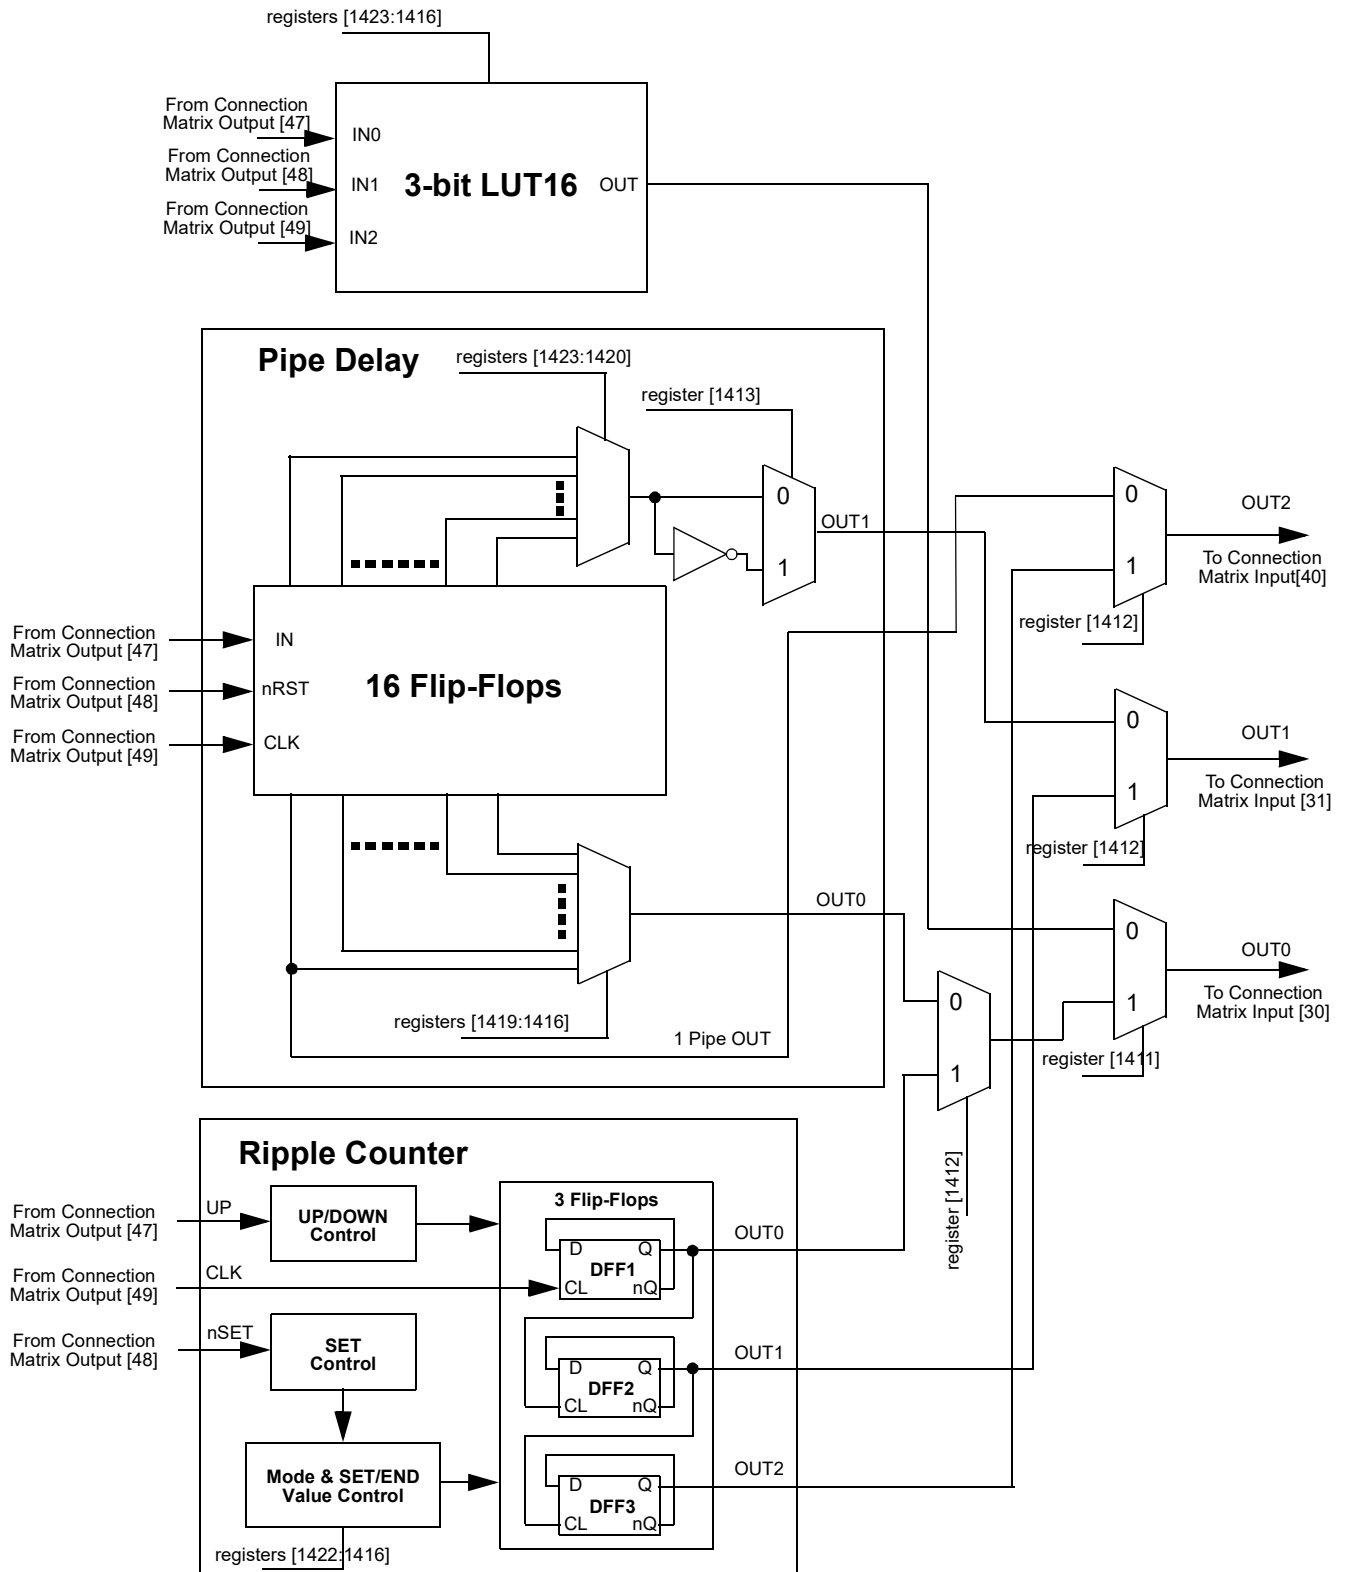 registers [1423:1416]
From Connection
Matrix Output [47]
IN0
From Connection
Matrix Output [48]
IN1
3-bit LUT16
OUT
From Connection
Matrix Output [49]
IN2
Pipe Delay
registers [1423:1420]
register [1413]
0
1
OUT1
0
1
OUT2
To Connection
Matrix Input[40]
register [1412]
From Connection
Matrix Output [47]
IN
From Connection
Matrix Output [48]
nRST
16 Flip-Flops
From Connection
Matrix Output [49]
CLK
0
1
OUT1
To Connection
Matrix Input [31]
register [1412]
OUT0
registers [1419:1416]
1 Pipe OUT
0
1
register [1412]
0
1
OUT0
To Connection
Matrix Input [30]
register [1411]
Ripple Counter
From Connection
Matrix Output [47]
UP
UP/DOWN
Control
3 Flip-Flops
D
Q
DFF1
CL
nQ
OUT0
From Connection
Matrix Output [49]
CLK
From Connection
Matrix Output [48]
nSET
SET
Control
D
Q
DFF2
CL
nQ
OUT1
Mode & SET/END
Value Control
D
Q
DFF3
CL
nQ
OUT2
registers [1422:1416]